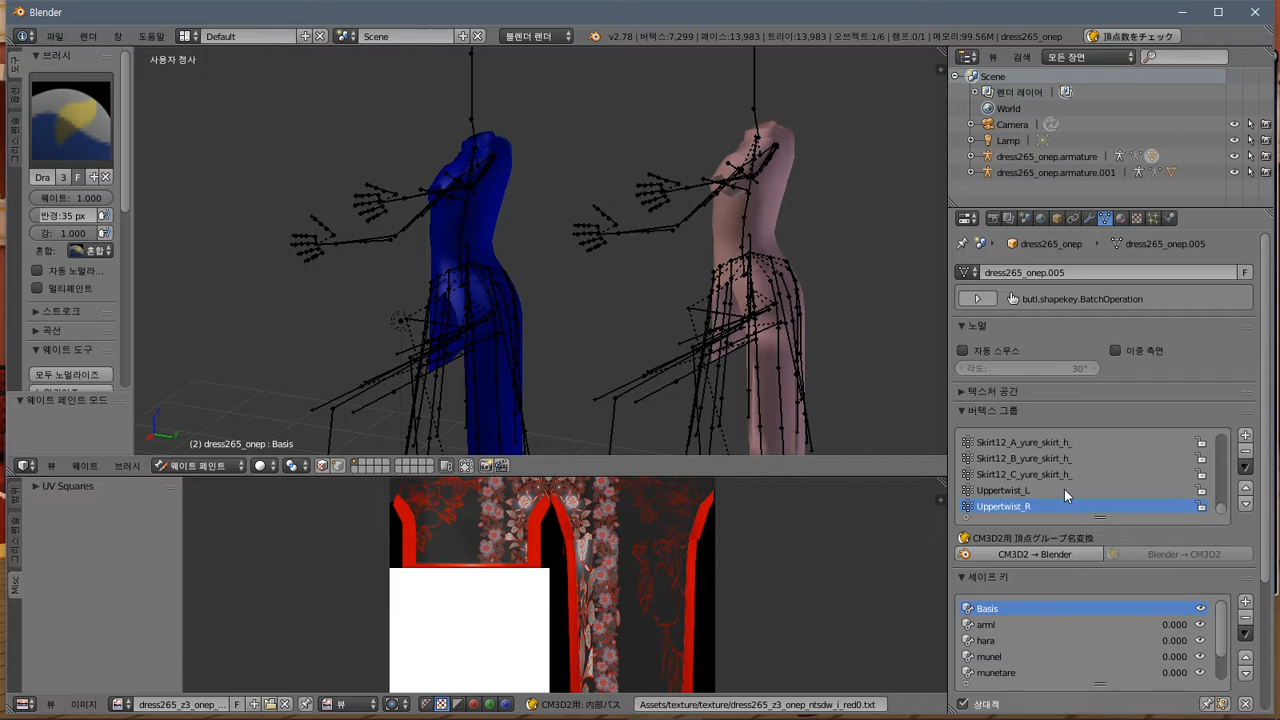 Blender
파일
렌더
창
도움말
Default
Scene
블렌더 렌더
v2.78 | 버텍스:7,299 | 페이스:13,983 | 트라이:13,983 | 오브젝트:1/6 | 램프:0/1 | 메모리:99.56M | dress265_onep
頂点数をチェック
브러시
Dra
3
F
웨이트: 1.000
반경:35 px
강: 1.000
혼합:
혼합
자동 노멀라...
멀티페인트
스트로크
곡선
웨이트 도구
모두 노멀라이즈
웨이트 페인트 모드
사용자 정사
(2) dress265_onep : Basis
뷰
웨이트
브러시
웨이트 페인트
UV Squares
Misc
dress265_z3_onep_...
F
뷰
이미지
뷰
CM3D2用: 内部パス
Assets/texture/texture/dress265_z3_onep_ntsdw_i_red0.txt
뷰
검색
모든 장면
Scene
렌더 레이어
World
Camera
Lamp
dress265_onep.armature
dress265_onep.armature.001
dress265_onep
dress265_onep.005
dress265_onep.005
F
butl.shapekey.BatchOperation
노멀
자동 스무스
이중 측면
각도:
30°
텍스처 공간
버텍스 그룹
Skirt12_A_yure_skirt_h_
Skirt12_B_yure_skirt_h_
Skirt12_C_yure_skirt_h_
Uppertwist_L
Uppertwist_R
CM3D2用 頂点グループ名変換
CM3D2 → Blender
Blender → CM3D2
셰이프 키
Basis
arml
0.000
hara
0.000
munel
0.000
munetare
0.000
상대적